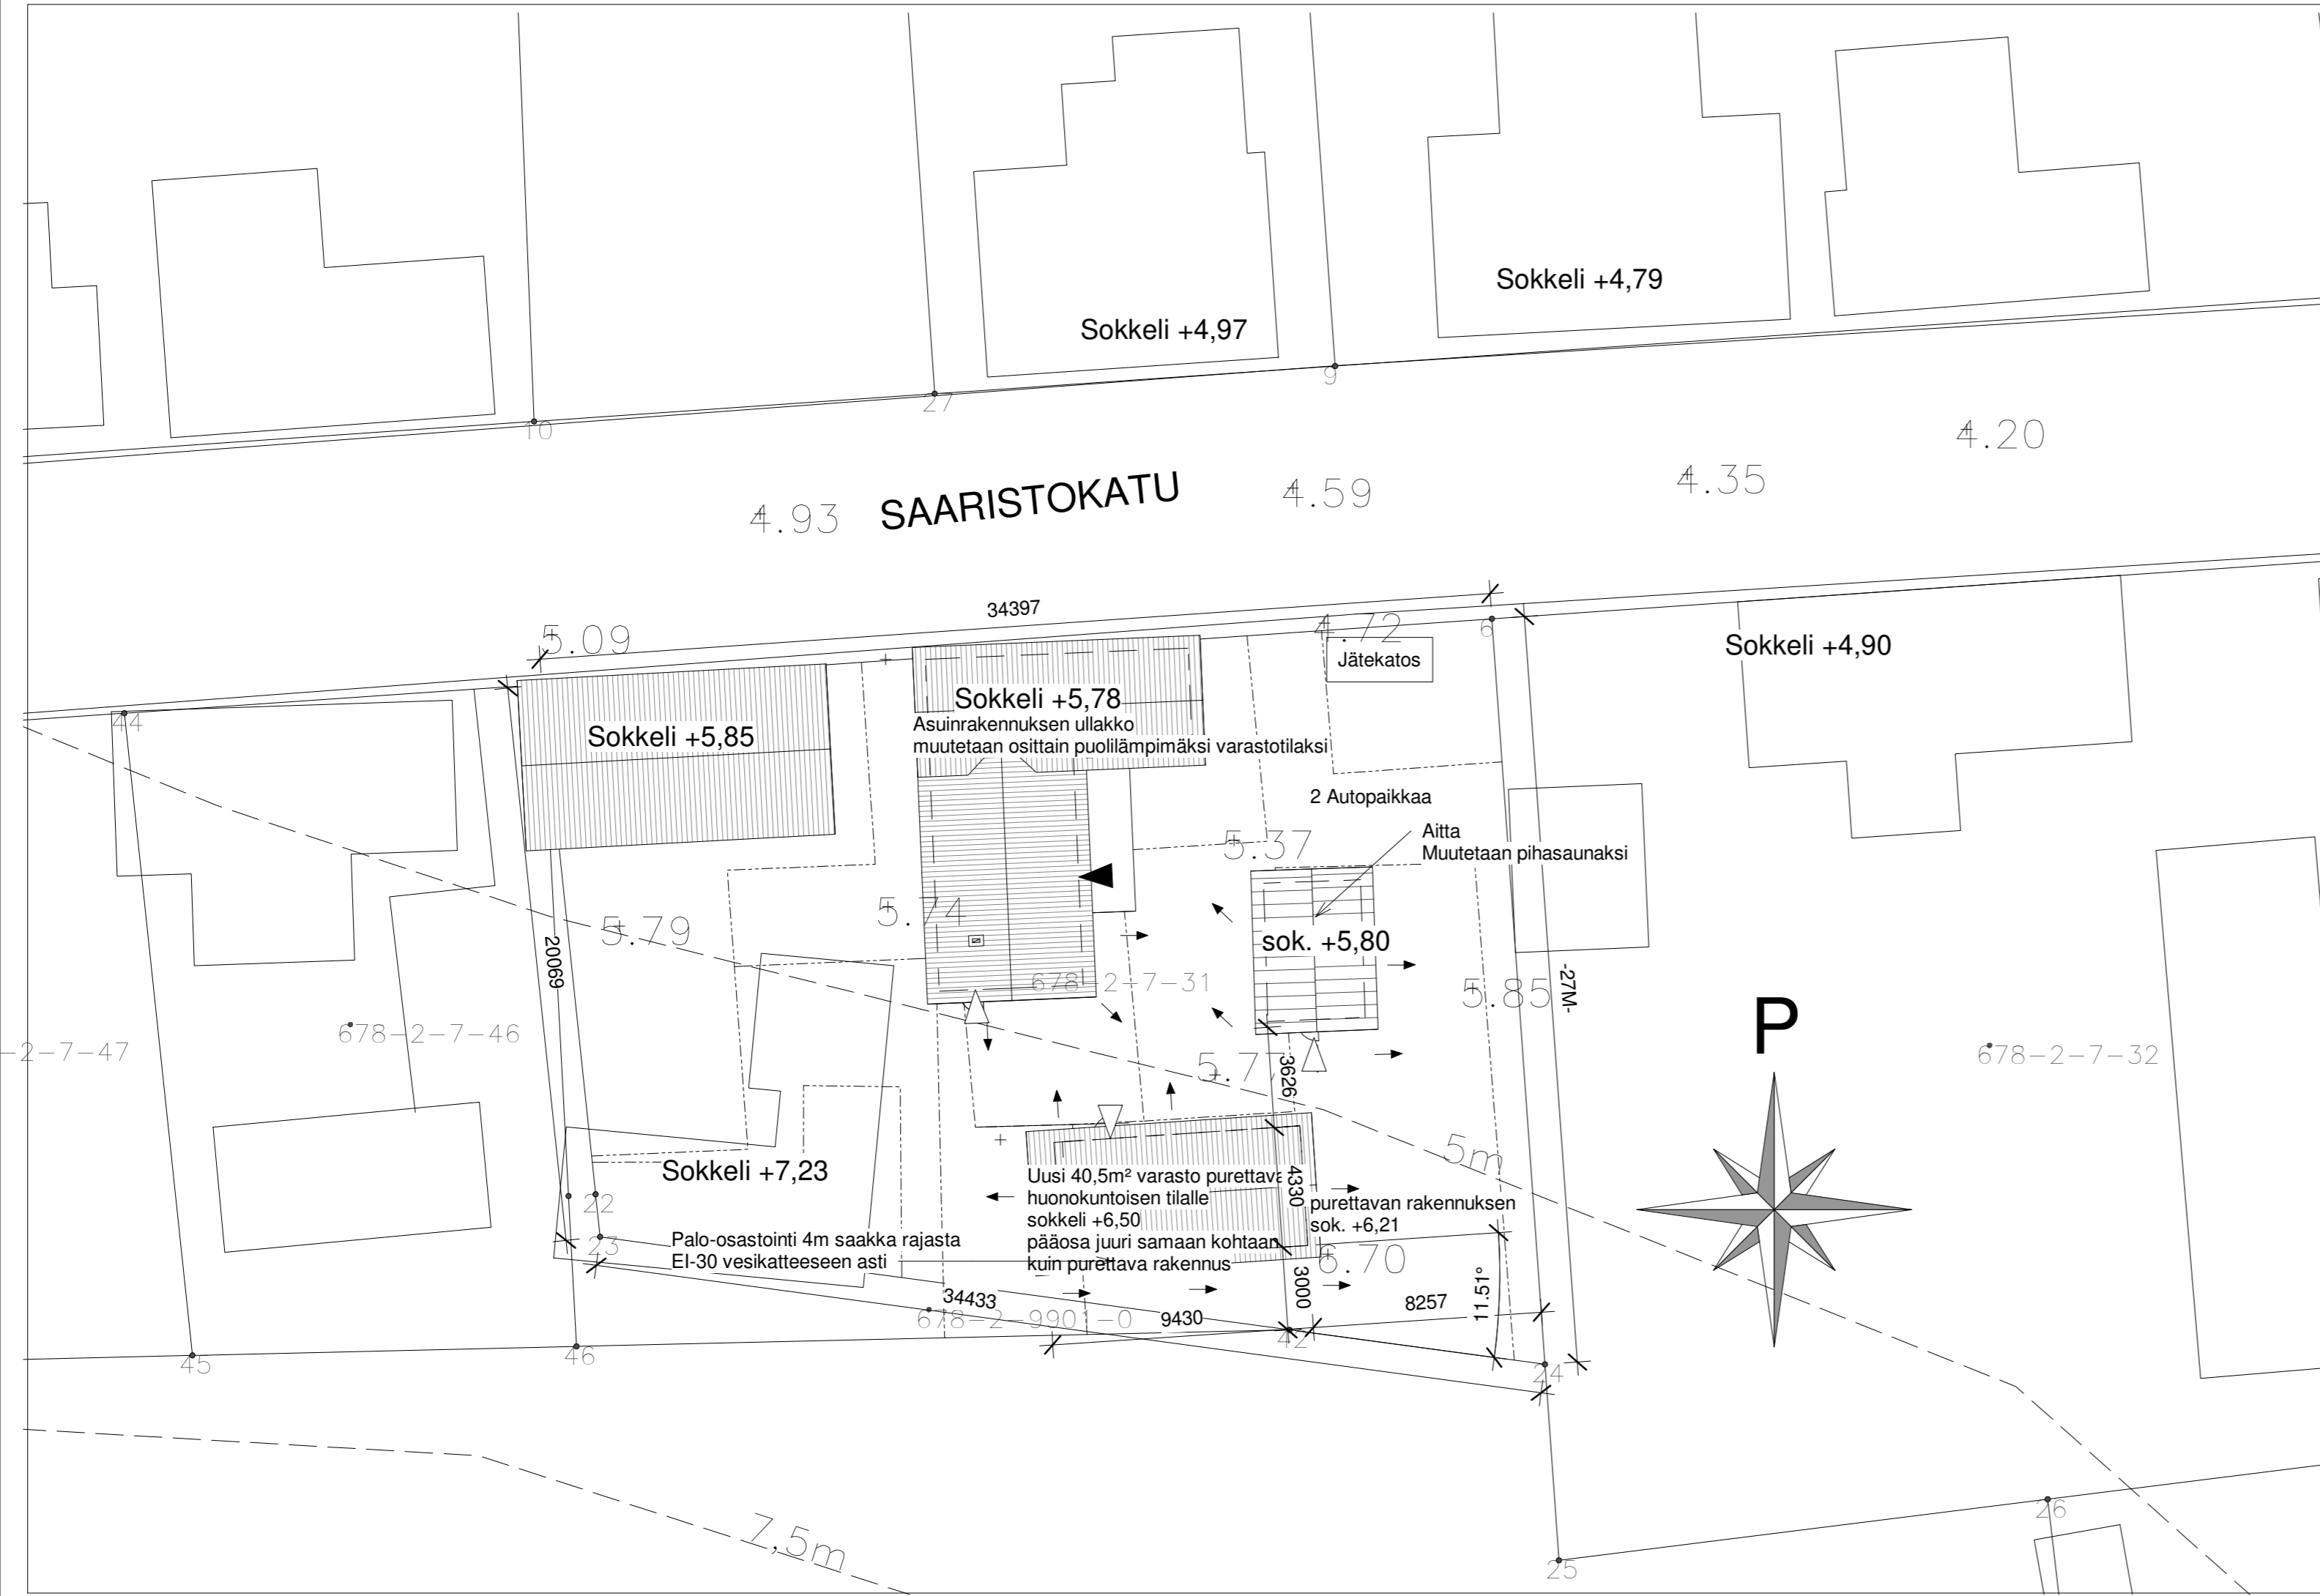 Sokkeli +4,79
Sokkeli +4,97
9
27
10
4.20
4.35
SAARISTOKATU
4.59
4.93
34397
5.09
4.72
6
Jätekatos
Sokkeli +4,90
44
Sokkeli +5,85
Sokkeli +5,78
Asuinrakennuksen ullakko
muutetaan osittain puolilämpimäksi varastotilaksi
2 Autopaikkaa
5.37
Aitta
Muutetaan pihasaunaksi
5.74
5.79
20069
sok. +5,80
678-2-7-31
5.85
-27M-
P
678-2-7-46
-2-7-47
678-2-7-32
5.77
3626
5m
Sokkeli +7,23
22
23
Uusi 40,5m² varasto purettava
huonokuntoisen tilalle
sokkeli +6,50
pääosa juuri samaan kohtaan
kuin purettava rakennus
4330
purettavan rakennuksen
sok. +6,21
Palo-osastointi 4m saakka rajasta
EI-30 vesikatteeseen asti
6.70
34433
678-2-9901-0
9430
3000
8257
11.51°
42
45
46
24
26
7,5m
25